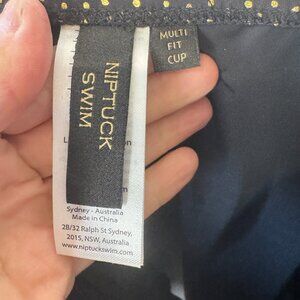 NIPTUCK
SWIM
MULTI
FIT
CUP
Sydney - Australia
Made in China
2B/32 Ralph St Sydney,
2015, NSW, Australia
www.niptuckswim.com